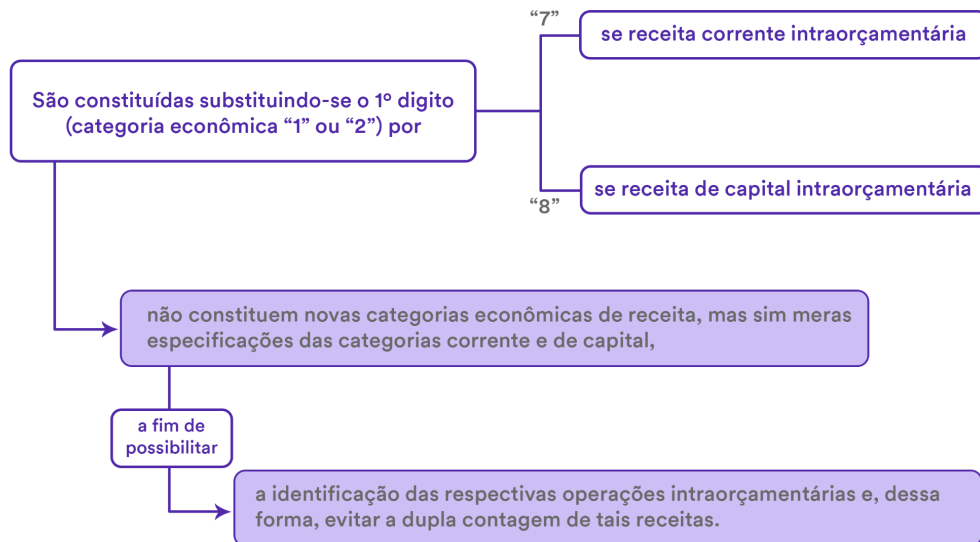 “7”
se receita corrente intraorçamentária
São constituídas substituindo-se o 1º digito
(categoria econômica “1” ou “2”) por
se receita de capital intraorçamentária
“8”
não constituem novas categorias econômicas de receita, mas sim meras
especificações das categorias corrente e de capital,
a fim de
possibilitar
a identificação das respectivas operações intraorçamentárias e, dessa
forma, evitar a dupla contagem de tais receitas.